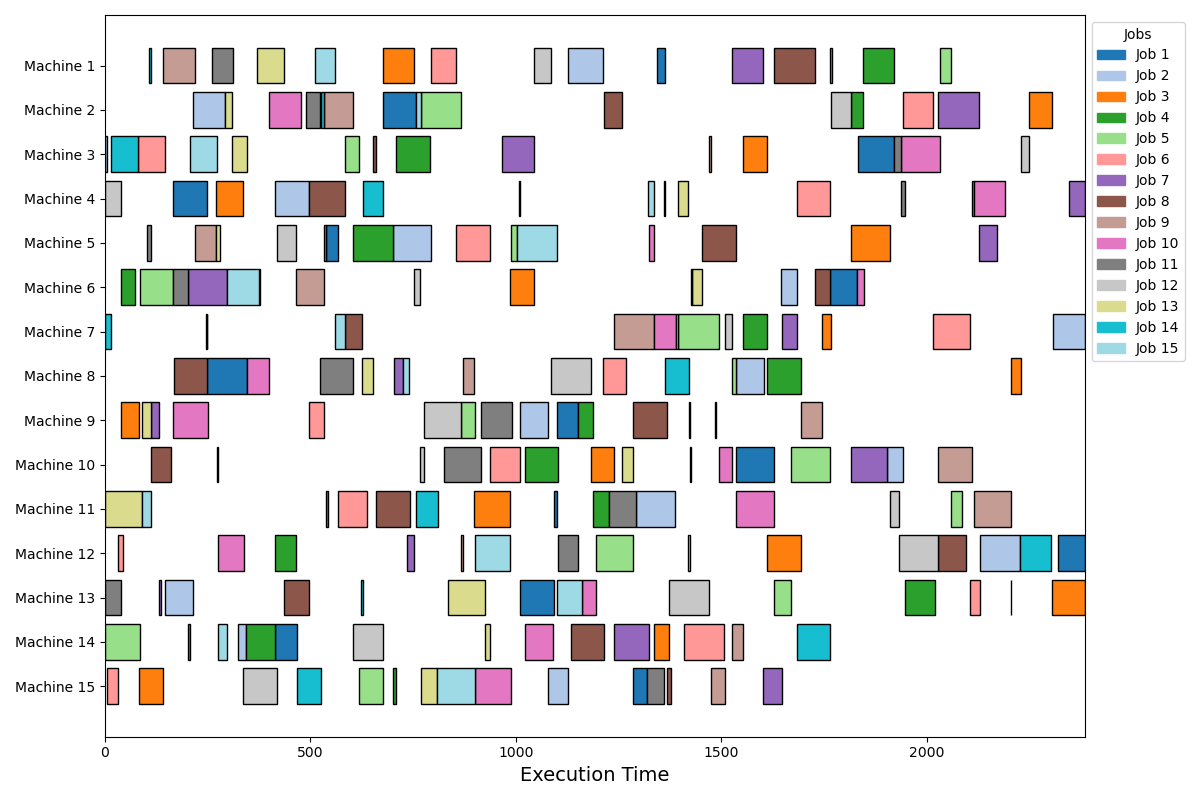 Machine 1
Machine 2
Machine 3
Machine 4
Machine 5
Machine 6
Machine 7
Machine 8
Machine 9
Machine 10
Machine 11
Machine 12
Machine 13
Machine 14
Machine 15
0 500 1000 1500 2000
Execution Time
Jobs
Job 1
Job 2
Job 3
Job 4
Job 5
Job 6
Job 7
Job 8
Job 9
Job 10
Job 11
Job 12
Job 13
Job 14
Job 15